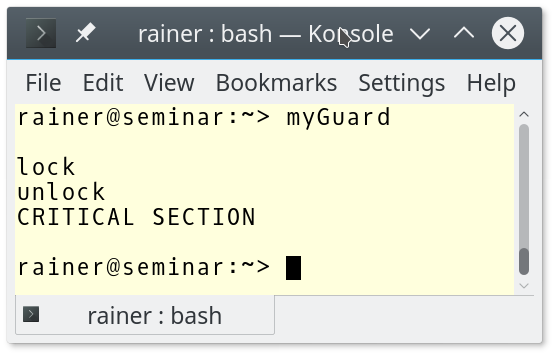 rainer : bash — Konsole
File Edit View Bookmarks Settings Help
rainer@seminar:~> myGuard
lock
unlock
CRITICAL SECTION
rainer@seminar:~>
rainer : bash